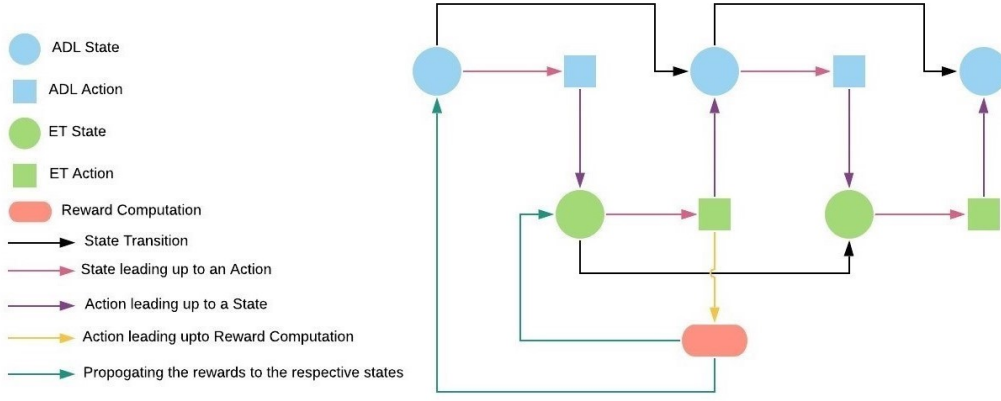 ADL State
ADL Action
ET State
ET Action
Reward Computation
State Transition
State leading up to an Action
Action leading up to a State
Action leading upto Reward Computation
Propogating the rewards to the respective states